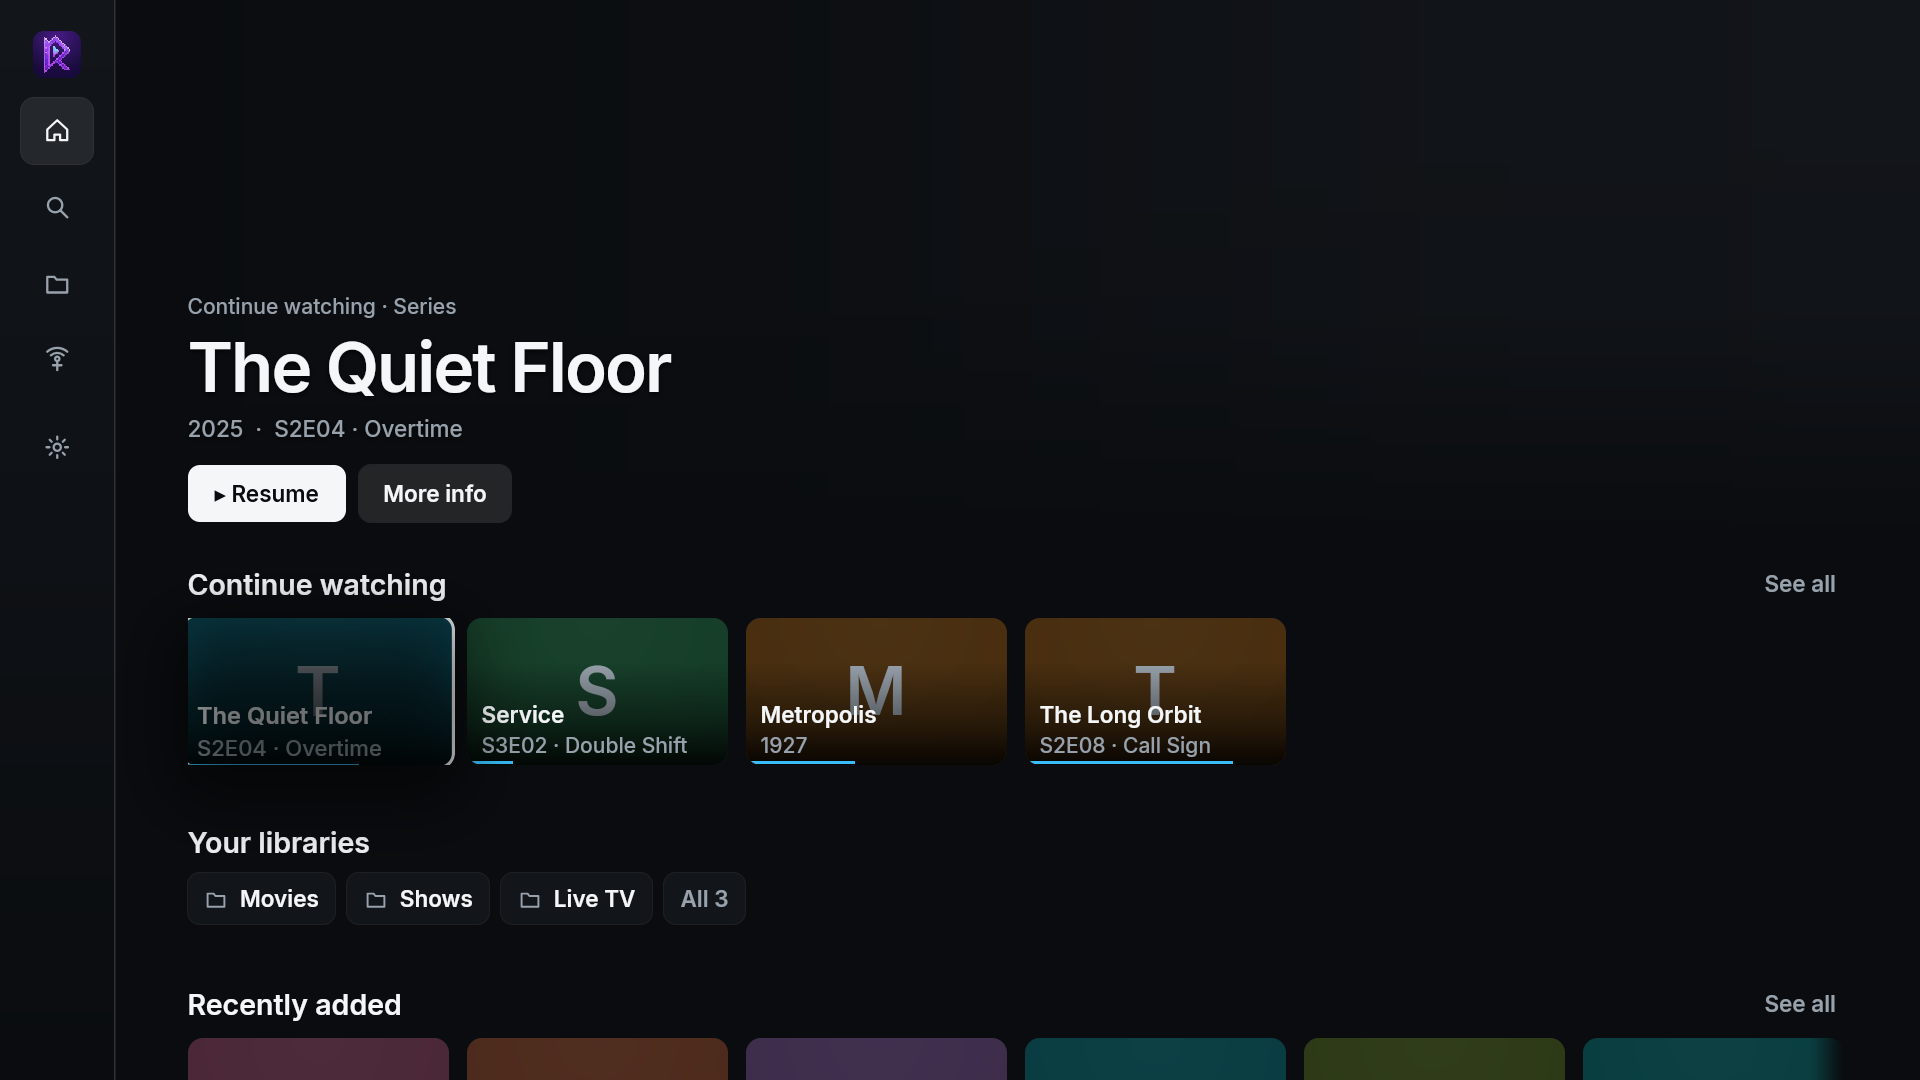 Continue watching · Series
The Quiet Floor
2025 · S2E04 · Overtime
▸ Resume
More info
Continue watching
See all
T
The Quiet Floor
S2E04 · Overtime
S
Service
S3E02 · Double Shift
M
Metropolis
1927
T
The Long Orbit
S2E08 · Call Sign
Your libraries
Movies
Shows
Live TV
All 3
Recently added
See all